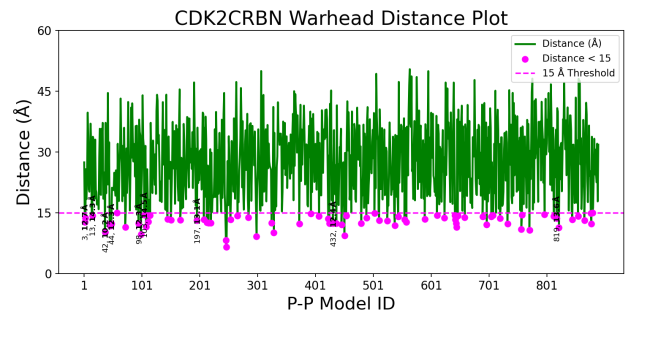 CDK2CRBN Warhead Distance Plot
60
45
30
15
0
Distance (Å)
Distance (Å)
Distance < 15
15 Å Threshold
1
101
201
301
401
501
601
701
801
P-P Model ID